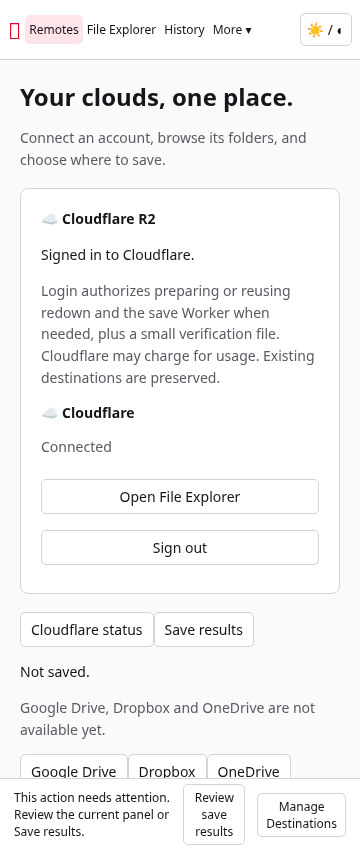 Remotes File Explorer History More ▾ ☀️ / ◖
Your clouds, one place.
Connect an account, browse its folders, and
choose where to save.
☁️ Cloudflare R2
Signed in to Cloudflare.
Login authorizes preparing or reusing
redown and the save Worker when
needed, plus a small verification file.
Cloudflare may charge for usage. Existing
destinations are preserved.
☁️ Cloudflare
Connected
Open File Explorer
Sign out
Cloudflare status Save results
Not saved.
Google Drive, Dropbox and OneDrive are not
available yet.
Google Drive Dropbox OneDrive
This action needs attention.
Review the current panel or
Save results.
Review
save
results
Manage
Destinations